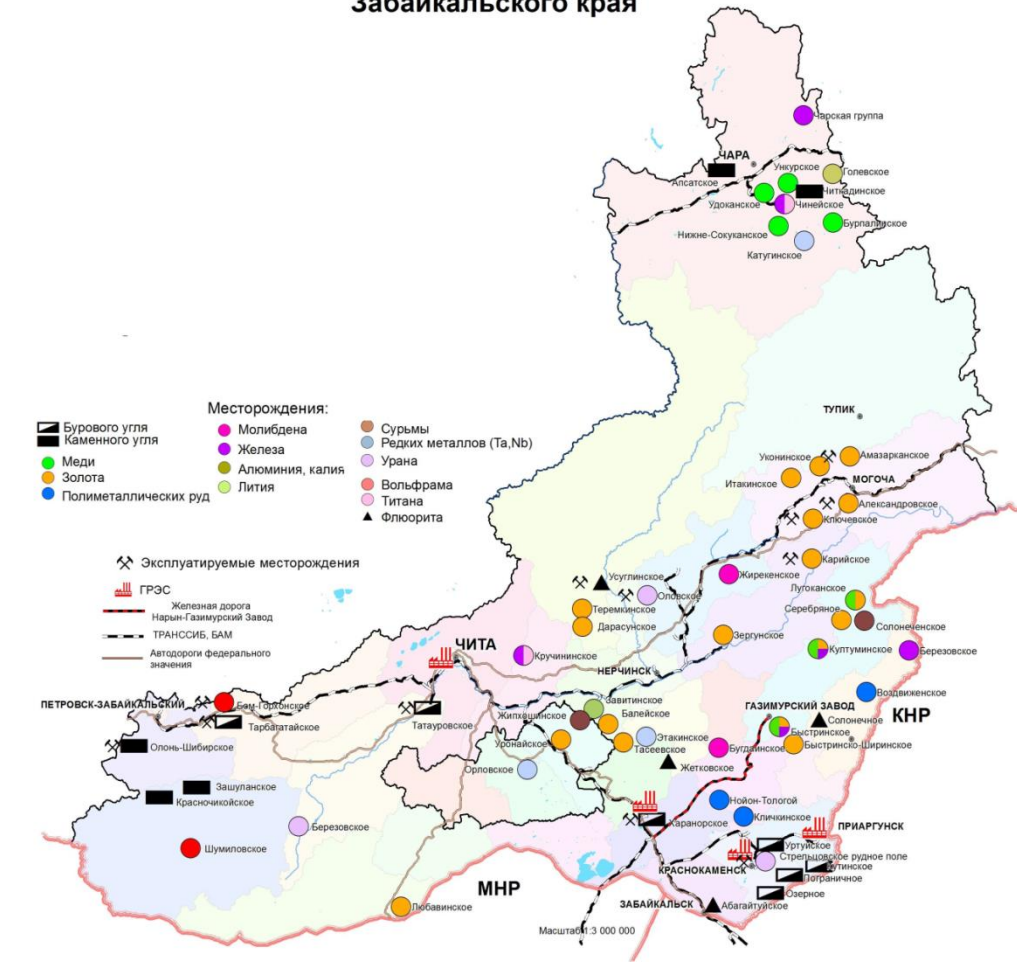 Забайкальского края
Чарская группа
ЧАРА
Ункурское
Голевское
Апсатское
Читкадинское
Удоканское
Чинейское
Нижне-Сокуканское
Бурпалинское
Катугинское
Месторождения:
Бурового угля
Каменного угля
Меди
Золота
Полиметаллических руд
Молибдена
Железа
Алюминия, калия
Лития
Сурьмы
Редких металлов (Ta,Nb)
Урана
Вольфрама
Титана
Флюорита
Эксплуатируемые месторождения
ГРЭС
Железная дорога
Нарын-Газимурский Завод
ТРАНССИБ, БАМ
Автодороги федерального
значения
ТУПИК
Уконинское
Амазарканское
Итакинское
МОГОЧА
Александровское
Ключевское
Карийское
Жирекенское
Усуглинское
Оловское
Лугоканское
Теремкинское
Серебряное
Дарасунское
Солонеченское
Зергунское
ЧИТА
Кручининское
Култуминское
Березовское
НЕРЧИНСК
ПЕТРОВСК-ЗАБАЙКАЛЬСКИЙ
Бом-Горхонское
Воздвиженское
Завитинское
ГАЗИМУРСКИЙ ЗАВОД
КНР
Тарбагатайское
Татауровское
Жипхошинское
Балейское
Солонечное
Быстринское
Олонь-Шибирское
Уронайское
Этакинское
Тасеевское
Бугдаинское
Быстринско-Ширинское
Орловское
Жетковское
Зашуланское
Красночикойское
Нойон-Тологой
Кличкинское
Харанорское
Березовское
ПРИАРГУНСК
Шумиловское
Уртуйское
Стрельцовское рудное поле
КРАСНОКАМЕНСК
Кутинское
Пограничное
МНР
Озерное
Любавинское
ЗАБАЙКАЛЬСК
Абагайтуйское
Масштаб 1:3 000 000